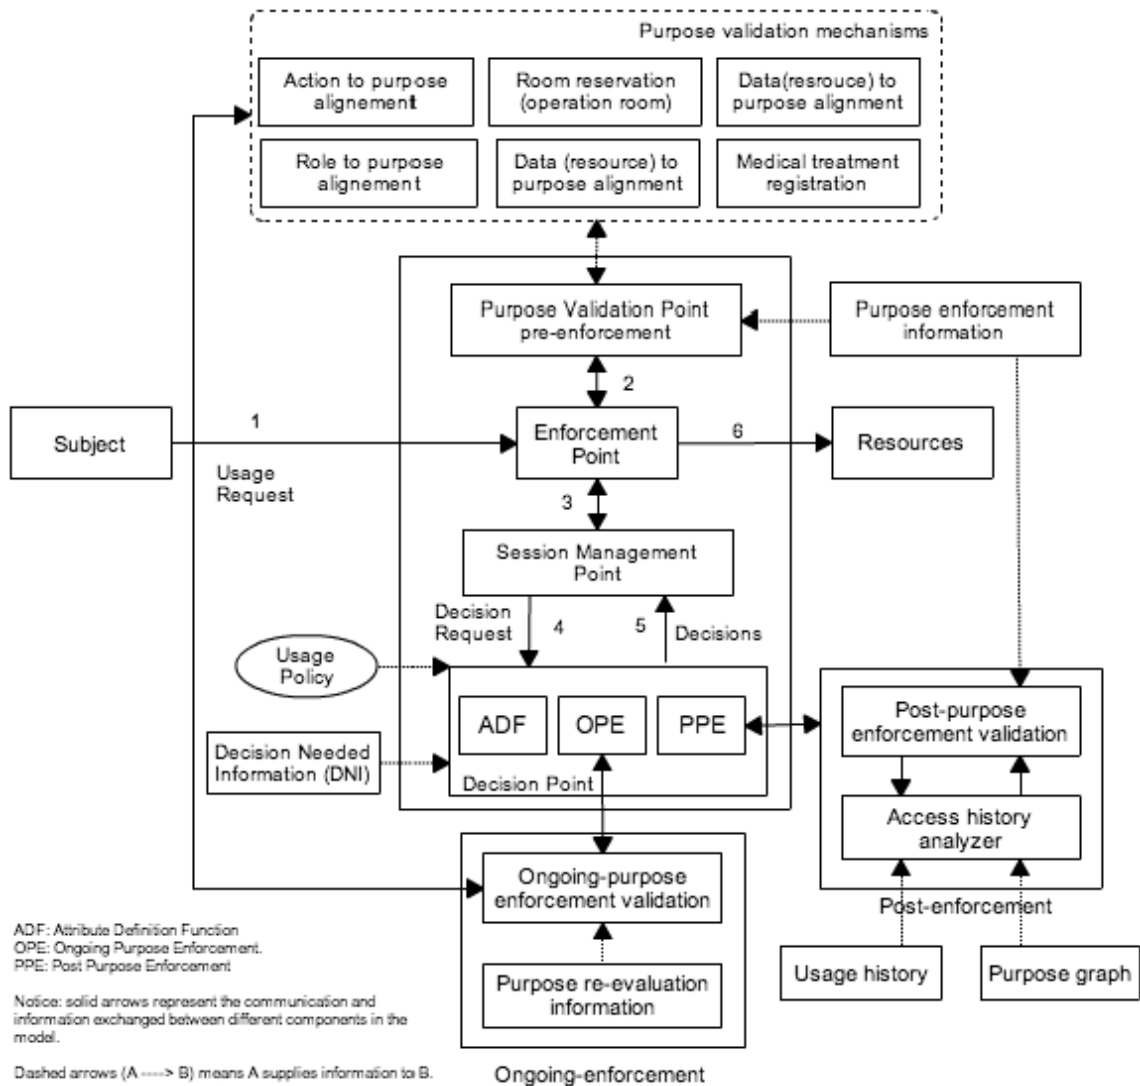 Purpose validation mechanisms
Action to purpose
alignement
Room reservation
(operation room)
Data(resrouce) to
purpose alignment
Role to purpose
alignement
Data (resource) to
purpose alignment
Medical treatment
registration
Purpose Validation Point
pre-enforcement
Purpose enforcement
information
2
Subject
1
Usage
Request
Enforcement
Point
6
Resources
3
Session Management
Point
Decision
Request
4
5
Decisions
Usage
Policy
ADF
OPE
PPE
Decision Point
Decision Needed
Information (DNI)
Post-purpose
enforcement validation
Access history
analyzer
Post-enforcement
Usage history
Purpose graph
Ongoing-purpose
enforcement validation
Purpose re-evaluation
information
Ongoing-enforcement
ADF: Attribute Definition Function
OPE: Ongoing Purpose Enforcement.
PPE: Post Purpose Enforcement
Notice: solid arrows represent the communication and
information exchanged between different components in the
model.
Dashed arrows (A ----> B) means A supplies information to B.